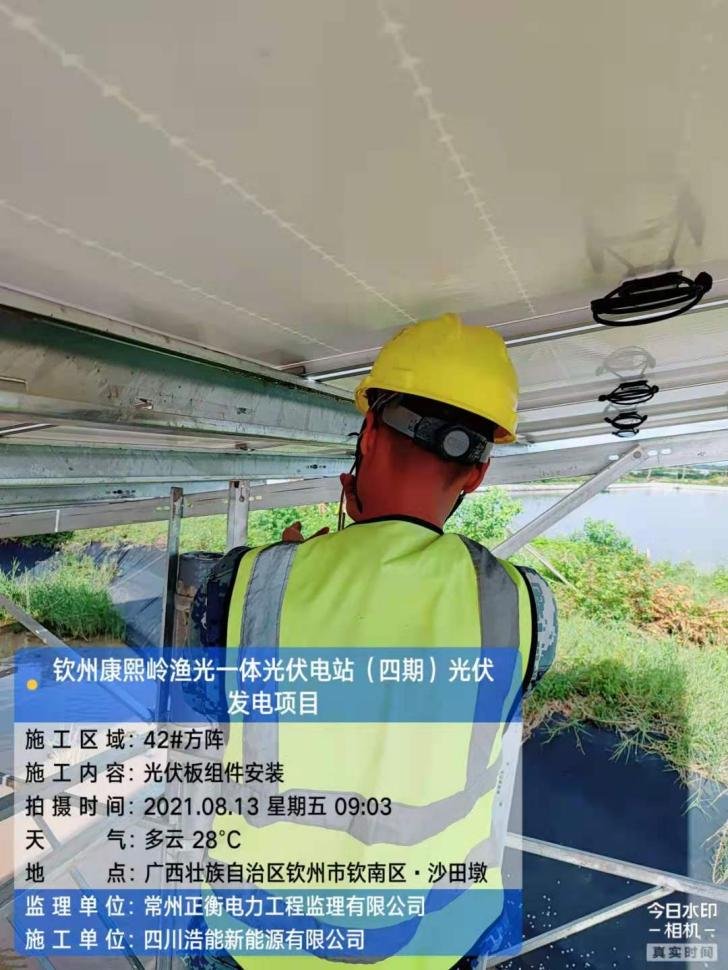 钦州康熙岭渔光一体光伏电站（四期）光伏
发电项目
施工区域：42#方阵
施工内容：光伏板组件安装
拍摄时间：2021.08.13 星期五 09:03
天气：多云 28°C
地点：广西壮族自治区钦州市钦南区·沙田墩
监理单位：常州正衡电力工程监理有限公司
施工单位：四川浩能新能源有限公司
今日水印
-相机-
真实时间